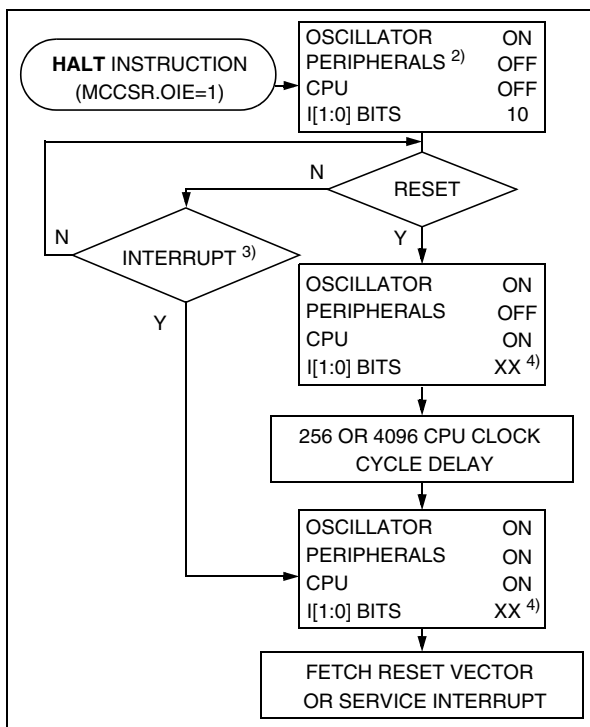 HALT INSTRUCTION
(MCCSR.OIE=1)
OSCILLATOR ON
PERIPHERALS 2) OFF
CPU OFF
I[1:0] BITS 10
RESET
N
Y
INTERRUPT 3)
N
Y
OSCILLATOR ON
PERIPHERALS OFF
CPU ON
I[1:0] BITS XX 4)
256 OR 4096 CPU CLOCK
CYCLE DELAY
OSCILLATOR ON
PERIPHERALS ON
CPU ON
I[1:0] BITS XX 4)
FETCH RESET VECTOR
OR SERVICE INTERRUPT